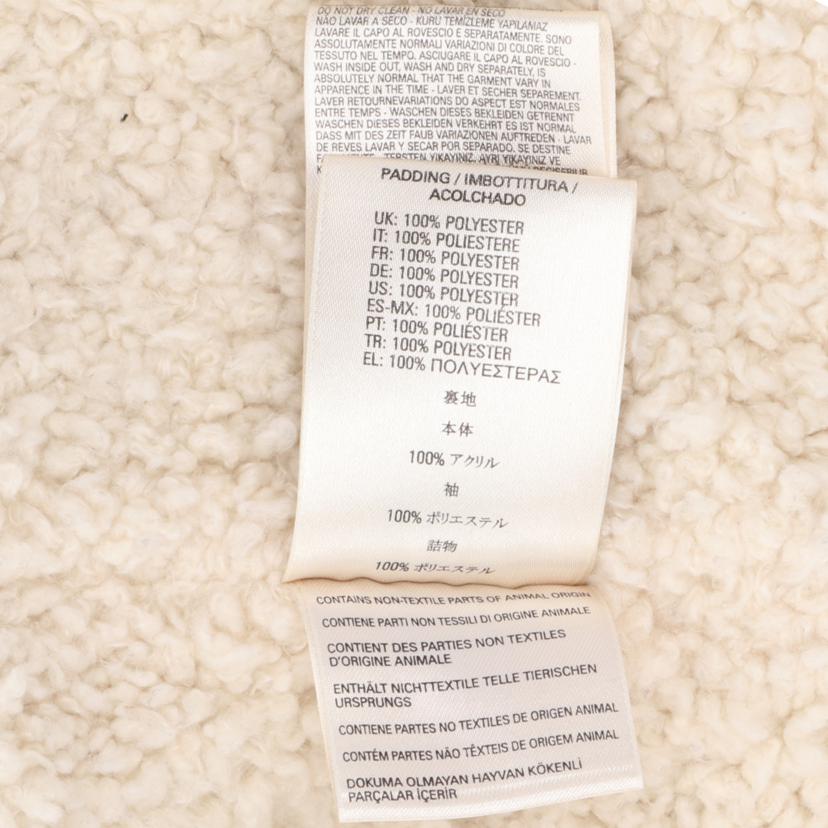 DO NOT DRY CLEAN - NO LAVAR EN SECO
NÃO LAVAR A SECO - KURU TEMİZLEME YAPILAMAZ
LAVARE IL CAPO AL ROVESCIO E SEPARATAMENTE. SONO
ASSOLUTAMENTE NORMALI VARIAZIONI DI COLORE DEL
TESSUTO NEL TEMPO. ASCIUGARE IL CAPO AL ROVESCIO -
WASH INSIDE OUT, WASH AND DRY SEPARATELY, IS
ABSOLUTELY NORMAL THAT THE GARMENT VARY IN
APPARENCE IN THE TIME - LAVER ET SECHER SEPAREMENT.
LAVER RETOURNEVARIATIONS DO ASPECT EST NORMALES
ENTRE TEMPS - WASCHEN DIESES BEKLEIDEN GETRENNT
WASCHEN DIESES BEKLEIDEN VERKEHRT ES IST NORMAL
DASS MIT DES ZEIT FAUB VARIAZIONEN AUFTREDEN - LAVAR
DE REVES LAVAR Y SECAR POR SEPARADO. SE DESTINE
TERSTEN YIKAYINIZ. AYRI YIKAYINIZ VE
PADDING / IMBOTTITURA /
ACOLCHADO
UK: 100% POLYESTER
IT: 100% POLIESTERE
FR: 100% POLYESTER
DE: 100% POLYESTER
US: 100% POLYESTER
ES-MX: 100% POLIÉSTER
PT: 100% POLIÉSTER
TR: 100% POLYESTER
EL: 100% ΠΟΛΥΕΣΤΕΡΑΣ
裏地
本体
100% アクリル
袖
100% ポリエステル
詰物
100% ポリエステル
CONTAINS NON-TEXTILE PARTS OF ANIMAL ORIGIN
CONTIENE PARTI NON TESSILI DI ORIGINE ANIMALE
CONTIENT DES PARTIES NON TEXTILES
D'ORIGINE ANIMALE
ENTHÄLT NICHTTEXTILE TELLE TIERISCHEN
URSPRUNGS
CONTIENE PARTES NO TEXTILES DE ORIGEN ANIMAL
CONTÉM PARTES NÃO TÊXTEIS DE ORIGEM ANIMAL
DOKUMA OLMAYAN HAYVAN KÖKENLİ
PARÇALAR İÇERİR